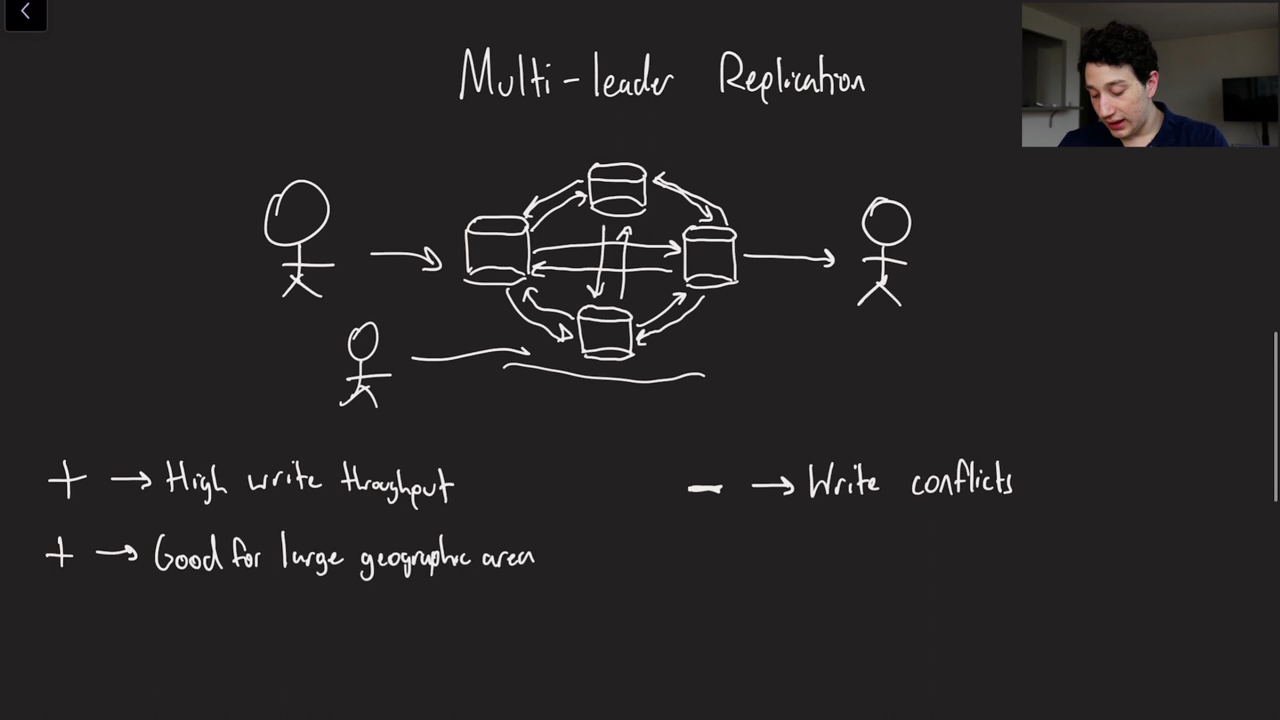 Multi-leader Replication
+ → High write throughput
- → Write conflicts
+ → Good for large geographic area